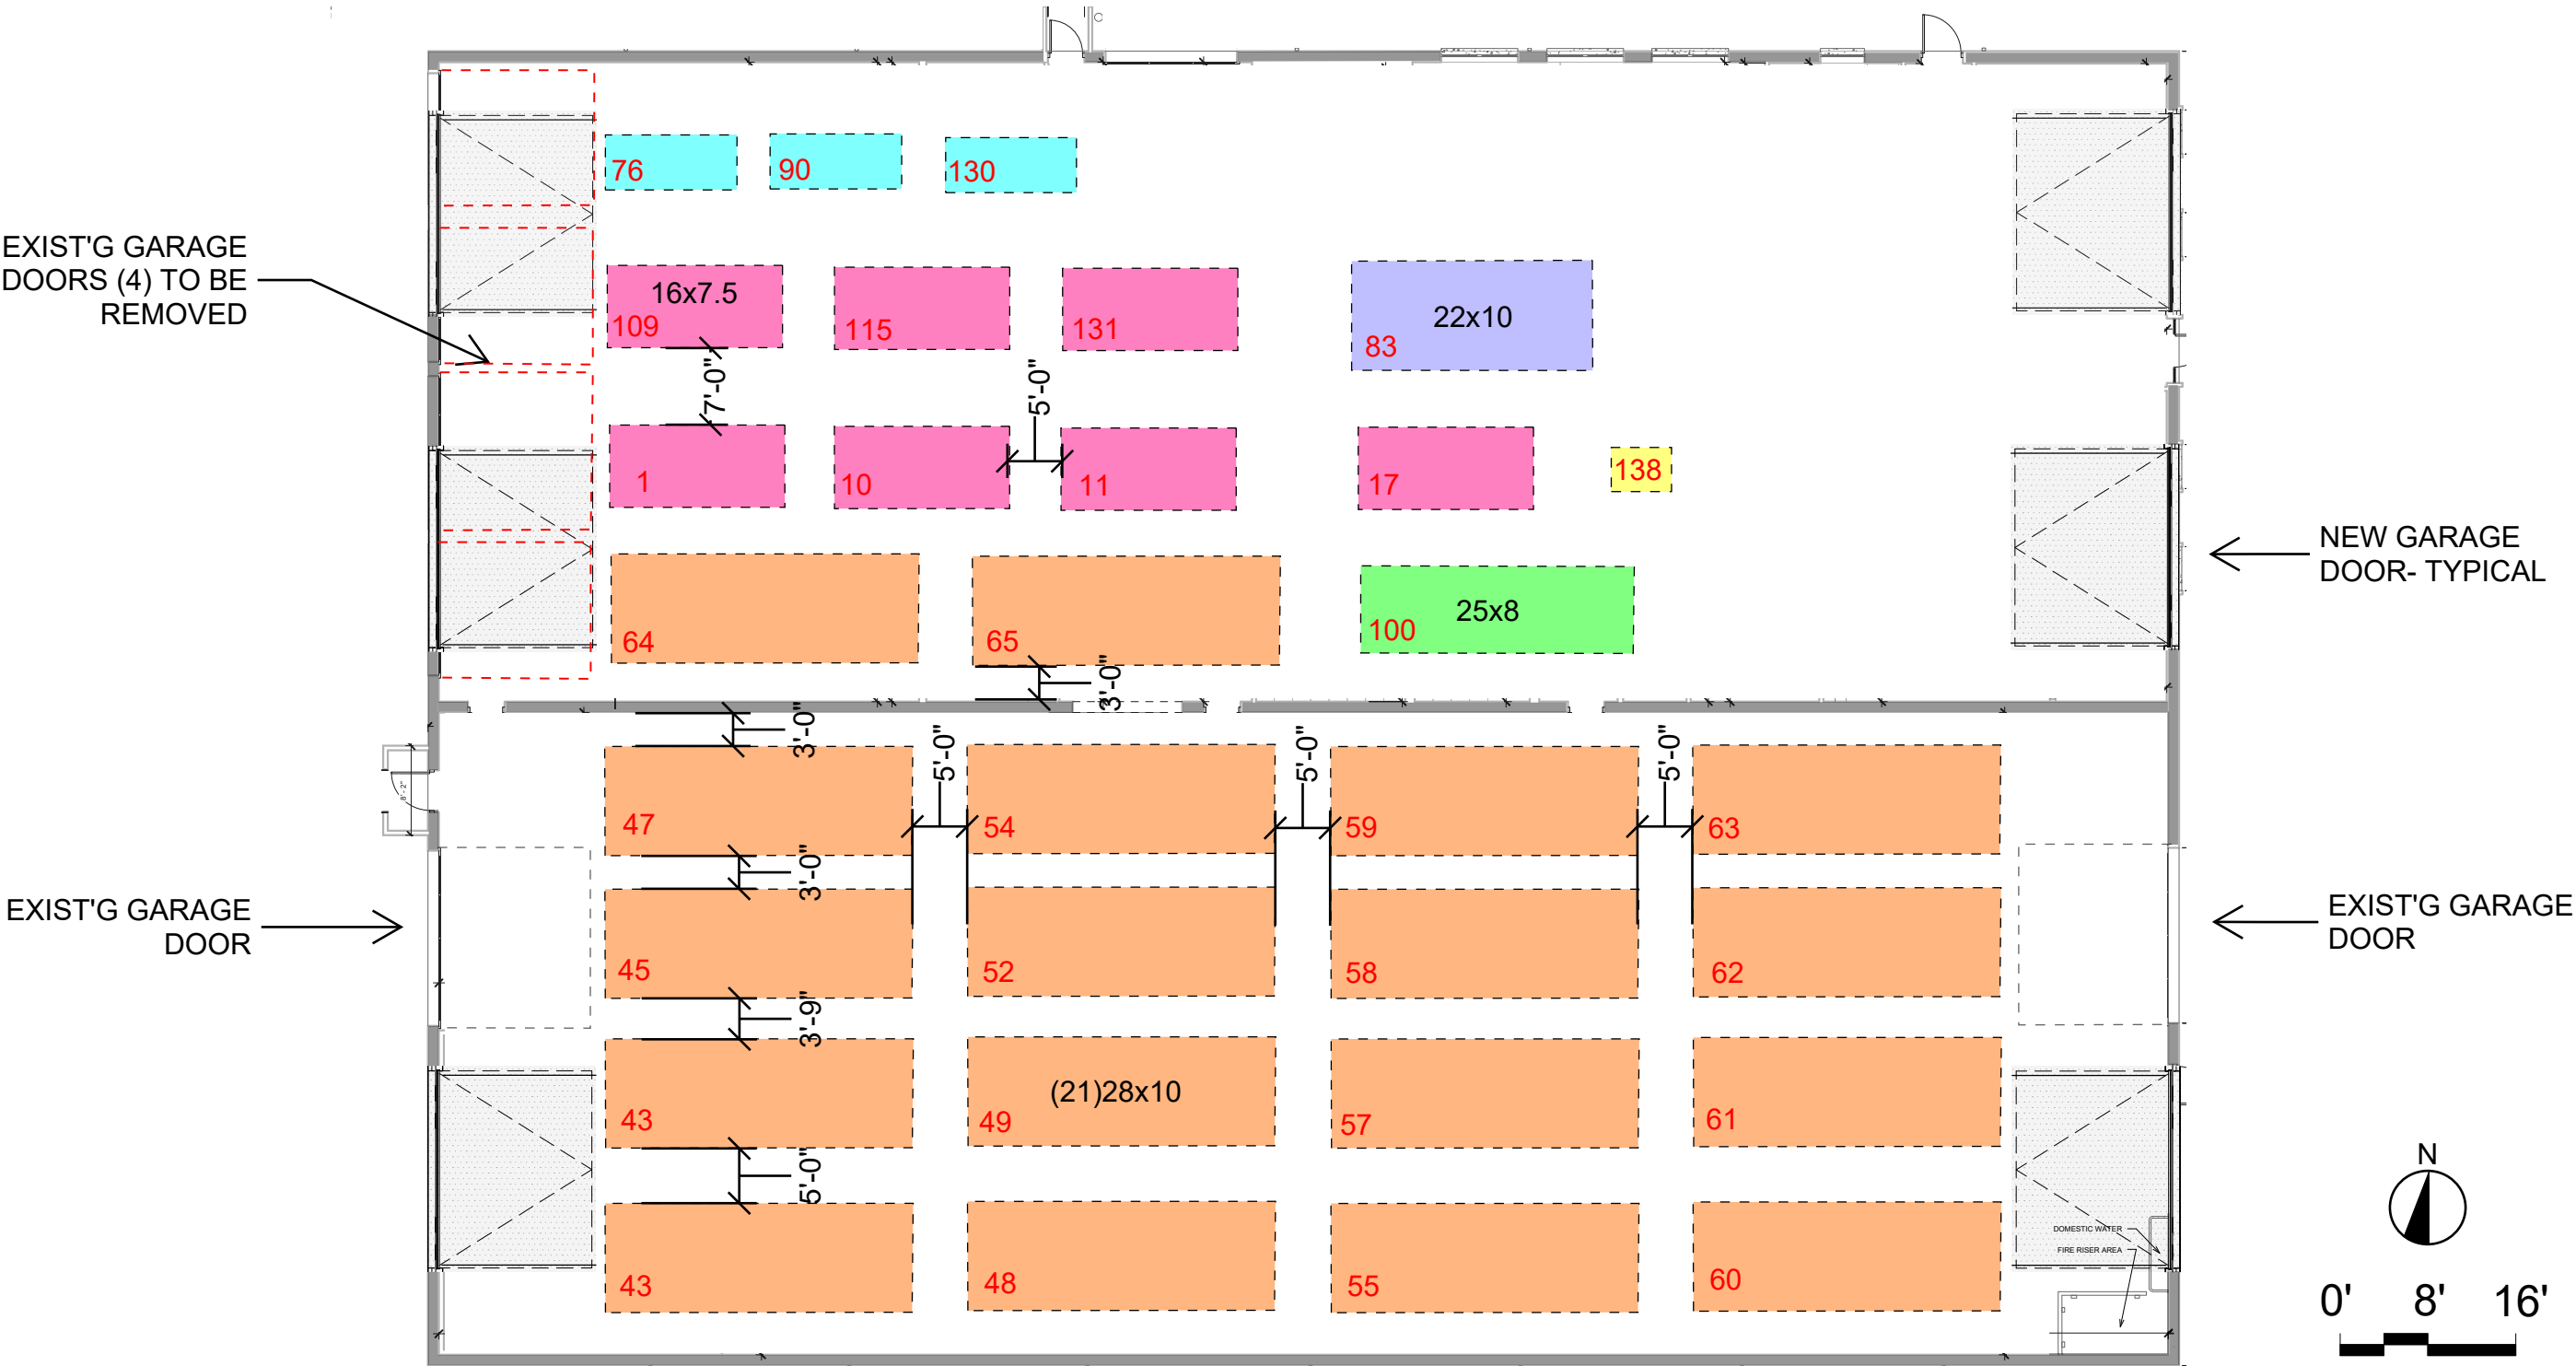 76
90
130
EXIST'G GARAGE
DOORS (4) TO BE
REMOVED
16x7.5
109
115
131
22x10
83
7'-0"
5'-0"
1
10
11
17
138
NEW GARAGE
DOOR- TYPICAL
64
65
25x8
100
3'-0"
3'-0"
5'-0"
5'-0"
5'-0"
8'-2"
47
54
59
63
3'-0"
EXIST'G GARAGE
DOOR
EXIST'G GARAGE
DOOR
45
52
58
62
3'-9"
(21)28x10
43
49
57
61
5'-0"
N
DOMESTIC WATER
FIRE RISER AREA
43
48
55
60
0' 8' 16'